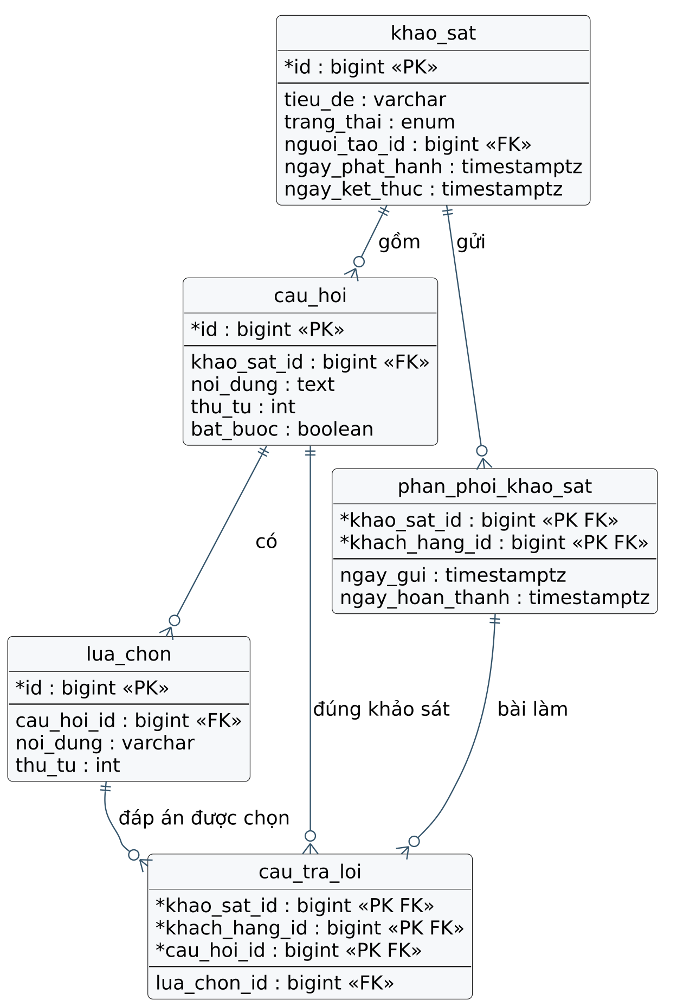 khao_sat
*id : bigint «PK»
tieu_de : varchar
trang_thai : enum
nguoi_tao_id : bigint «FK»
ngay_phat_hanh : timestamptz
ngay_ket_thuc : timestamptz
gồm
gửi
cau_hoi
*id : bigint «PK»
khao_sat_id : bigint «FK»
noi_dung : text
thu_tu : int
bat_buoc : boolean
phan_phoi_khao_sat
*khao_sat_id : bigint «PK FK»
*khach_hang_id : bigint «PK FK»
ngay_gui : timestamptz
ngay_hoan_thanh : timestamptz
có
lua_chon
*id : bigint «PK»
cau_hoi_id : bigint «FK»
noi_dung : varchar
thu_tu : int
đúng khảo sát
bài làm
đáp án được chọn
cau_tra_loi
*khao_sat_id : bigint «PK FK»
*khach_hang_id : bigint «PK FK»
*cau_hoi_id : bigint «PK FK»
lua_chon_id : bigint «FK»